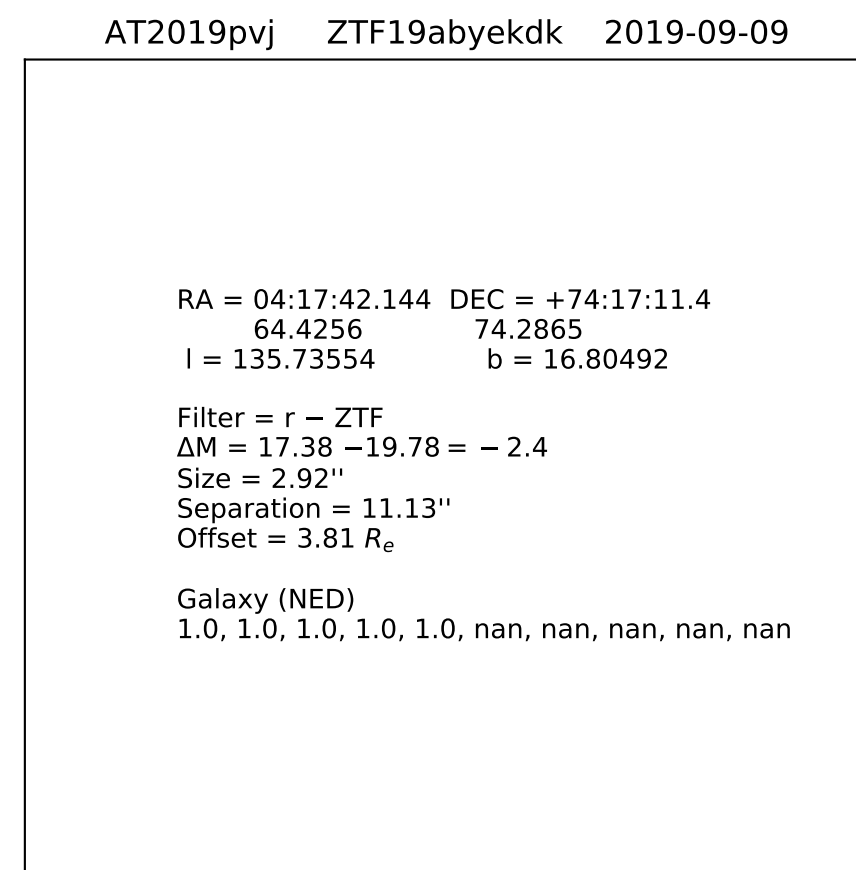 AT2019pvj ZTF19abyekdk 2019-09-09
RA = 04:17:42.144 DEC = +74:17:11.4
64.4256 74.2865
l = 135.73554 b = 16.80492
Filter = r − ZTF
ΔM = 17.38 −19.78 = − 2.4
Size = 2.92''
Separation = 11.13''
Offset = 3.81 Rₑ
Galaxy (NED)
1.0, 1.0, 1.0, 1.0, 1.0, nan, nan, nan, nan, nan